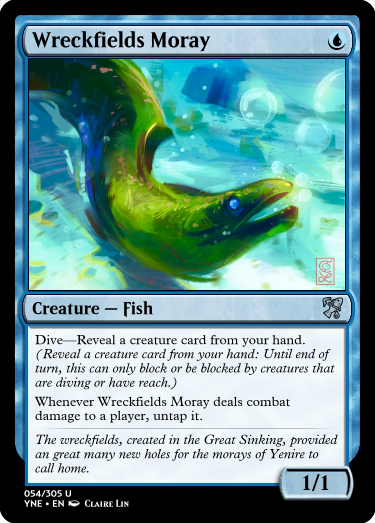 Wreckfields Moray
Creature — Fish
Dive—Reveal a creature card from your hand.
(Reveal a creature card from your hand: Until end of
turn, this can only block or be blocked by creatures that
are diving or have reach.)
Whenever Wreckfields Moray deals combat
damage to a player, untap it.
The wreckfields, created in the Great Sinking, provided
an great many new holes for the morays of Yenire to
call home.
1/1
054/305 U
YNE • EN Claire Lin